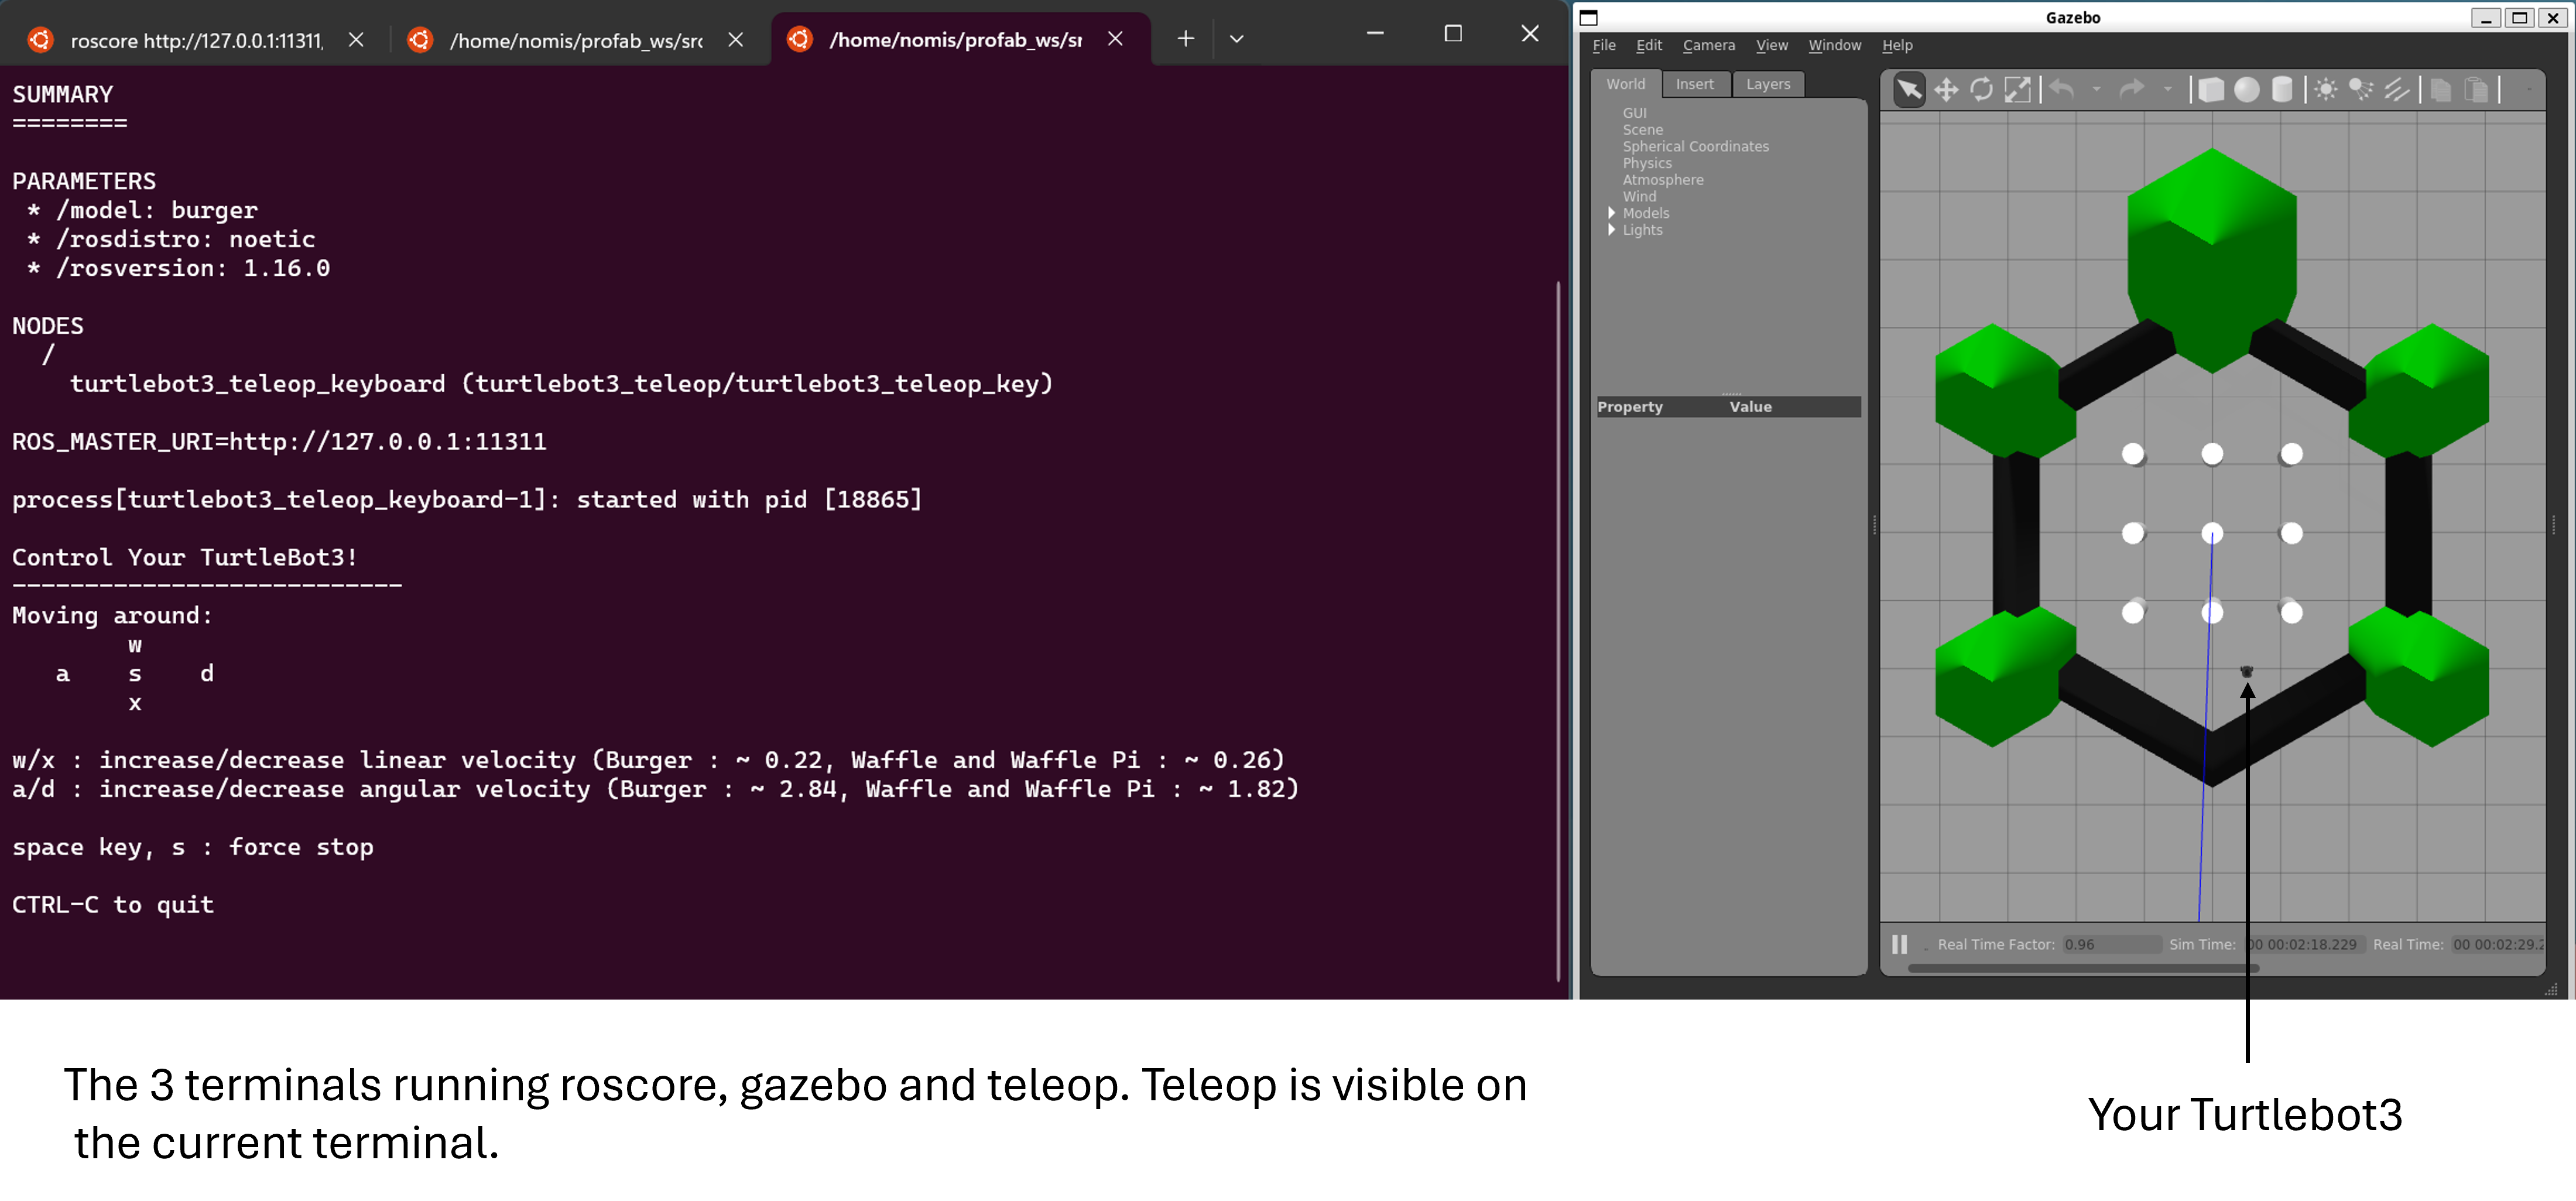 roscore http://127.0.0.1:11311,
/home/nomis/profab_ws/src
/home/nomis/profab_ws/sr
SUMMARY
========
PARAMETERS
* /model: burger
* /rosdistro: noetic
* /rosversion: 1.16.0
NODES
/
turtlebot3_teleop_keyboard (turtlebot3_teleop/turtlebot3_teleop_key)
ROS_MASTER_URI=http://127.0.0.1:11311
process[turtlebot3_teleop_keyboard-1]: started with pid [18865]
Control Your TurtleBot3!
---------------------------
Moving around:
w
a s d
x
w/x : increase/decrease linear velocity (Burger : ~ 0.22, Waffle and Waffle Pi : ~ 0.26)
a/d : increase/decrease angular velocity (Burger : ~ 2.84, Waffle and Waffle Pi : ~ 1.82)
space key, s : force stop
CTRL-C to quit
Gazebo
File Edit Camera View Window Help
World Insert Layers
GUI
Scene
Spherical Coordinates
Physics
Atmosphere
Wind
Models
Lights
Property Value
Real Time Factor: 0.96 Sim Time: 00 00:02:18.229 Real Time: 00 00:02:29.2
The 3 terminals running roscore, gazebo and teleop. Teleop is visible on
the current terminal.
Your Turtlebot3